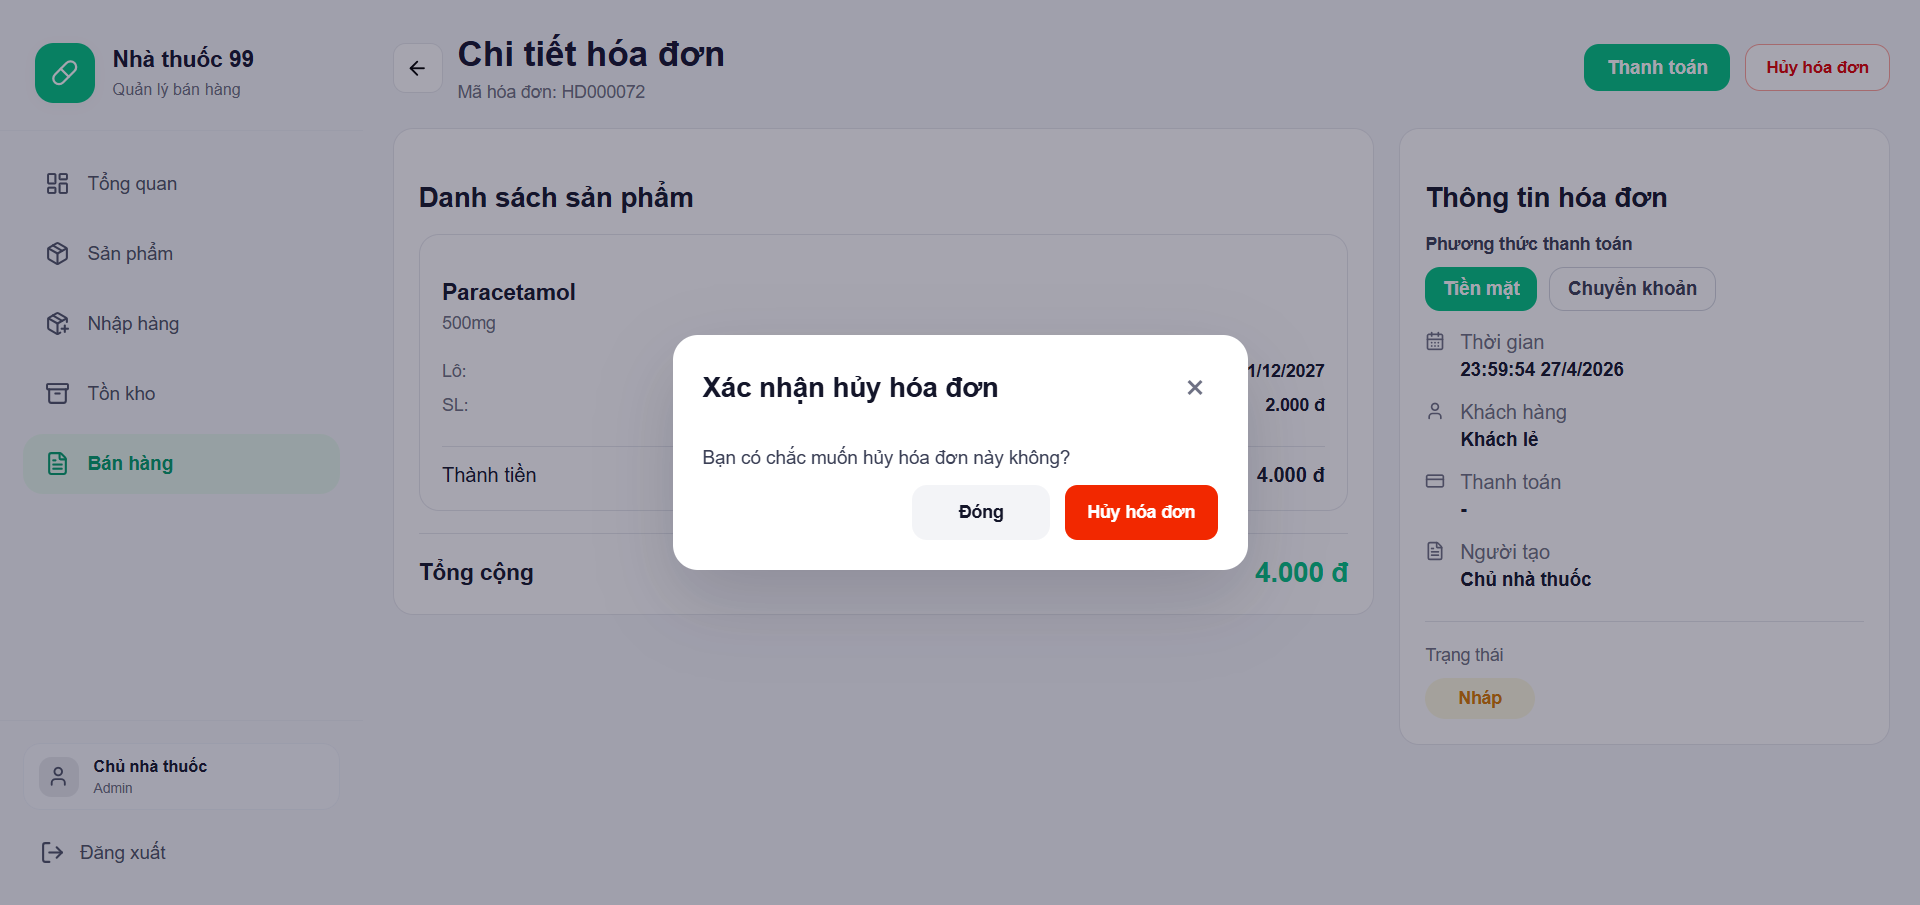 Nhà thuốc 99
Quản lý bán hàng
Tổng quan
Sản phẩm
Nhập hàng
Tồn kho
Bán hàng
Chủ nhà thuốc
Admin
Đăng xuất
Chi tiết hóa đơn
Mã hóa đơn: HD000072
Thanh toán
Hủy hóa đơn
Danh sách sản phẩm
Paracetamol
500mg
Lô:
1/12/2027
SL:
2.000 đ
Thành tiền
4.000 đ
Tổng cộng
4.000 đ
Xác nhận hủy hóa đơn
Bạn có chắc muốn hủy hóa đơn này không?
Đóng
Hủy hóa đơn
Thông tin hóa đơn
Phương thức thanh toán
Tiền mặt
Chuyển khoản
Thời gian
23:59:54 27/4/2026
Khách hàng
Khách lẻ
Thanh toán
-
Người tạo
Chủ nhà thuốc
Trạng thái
Nháp